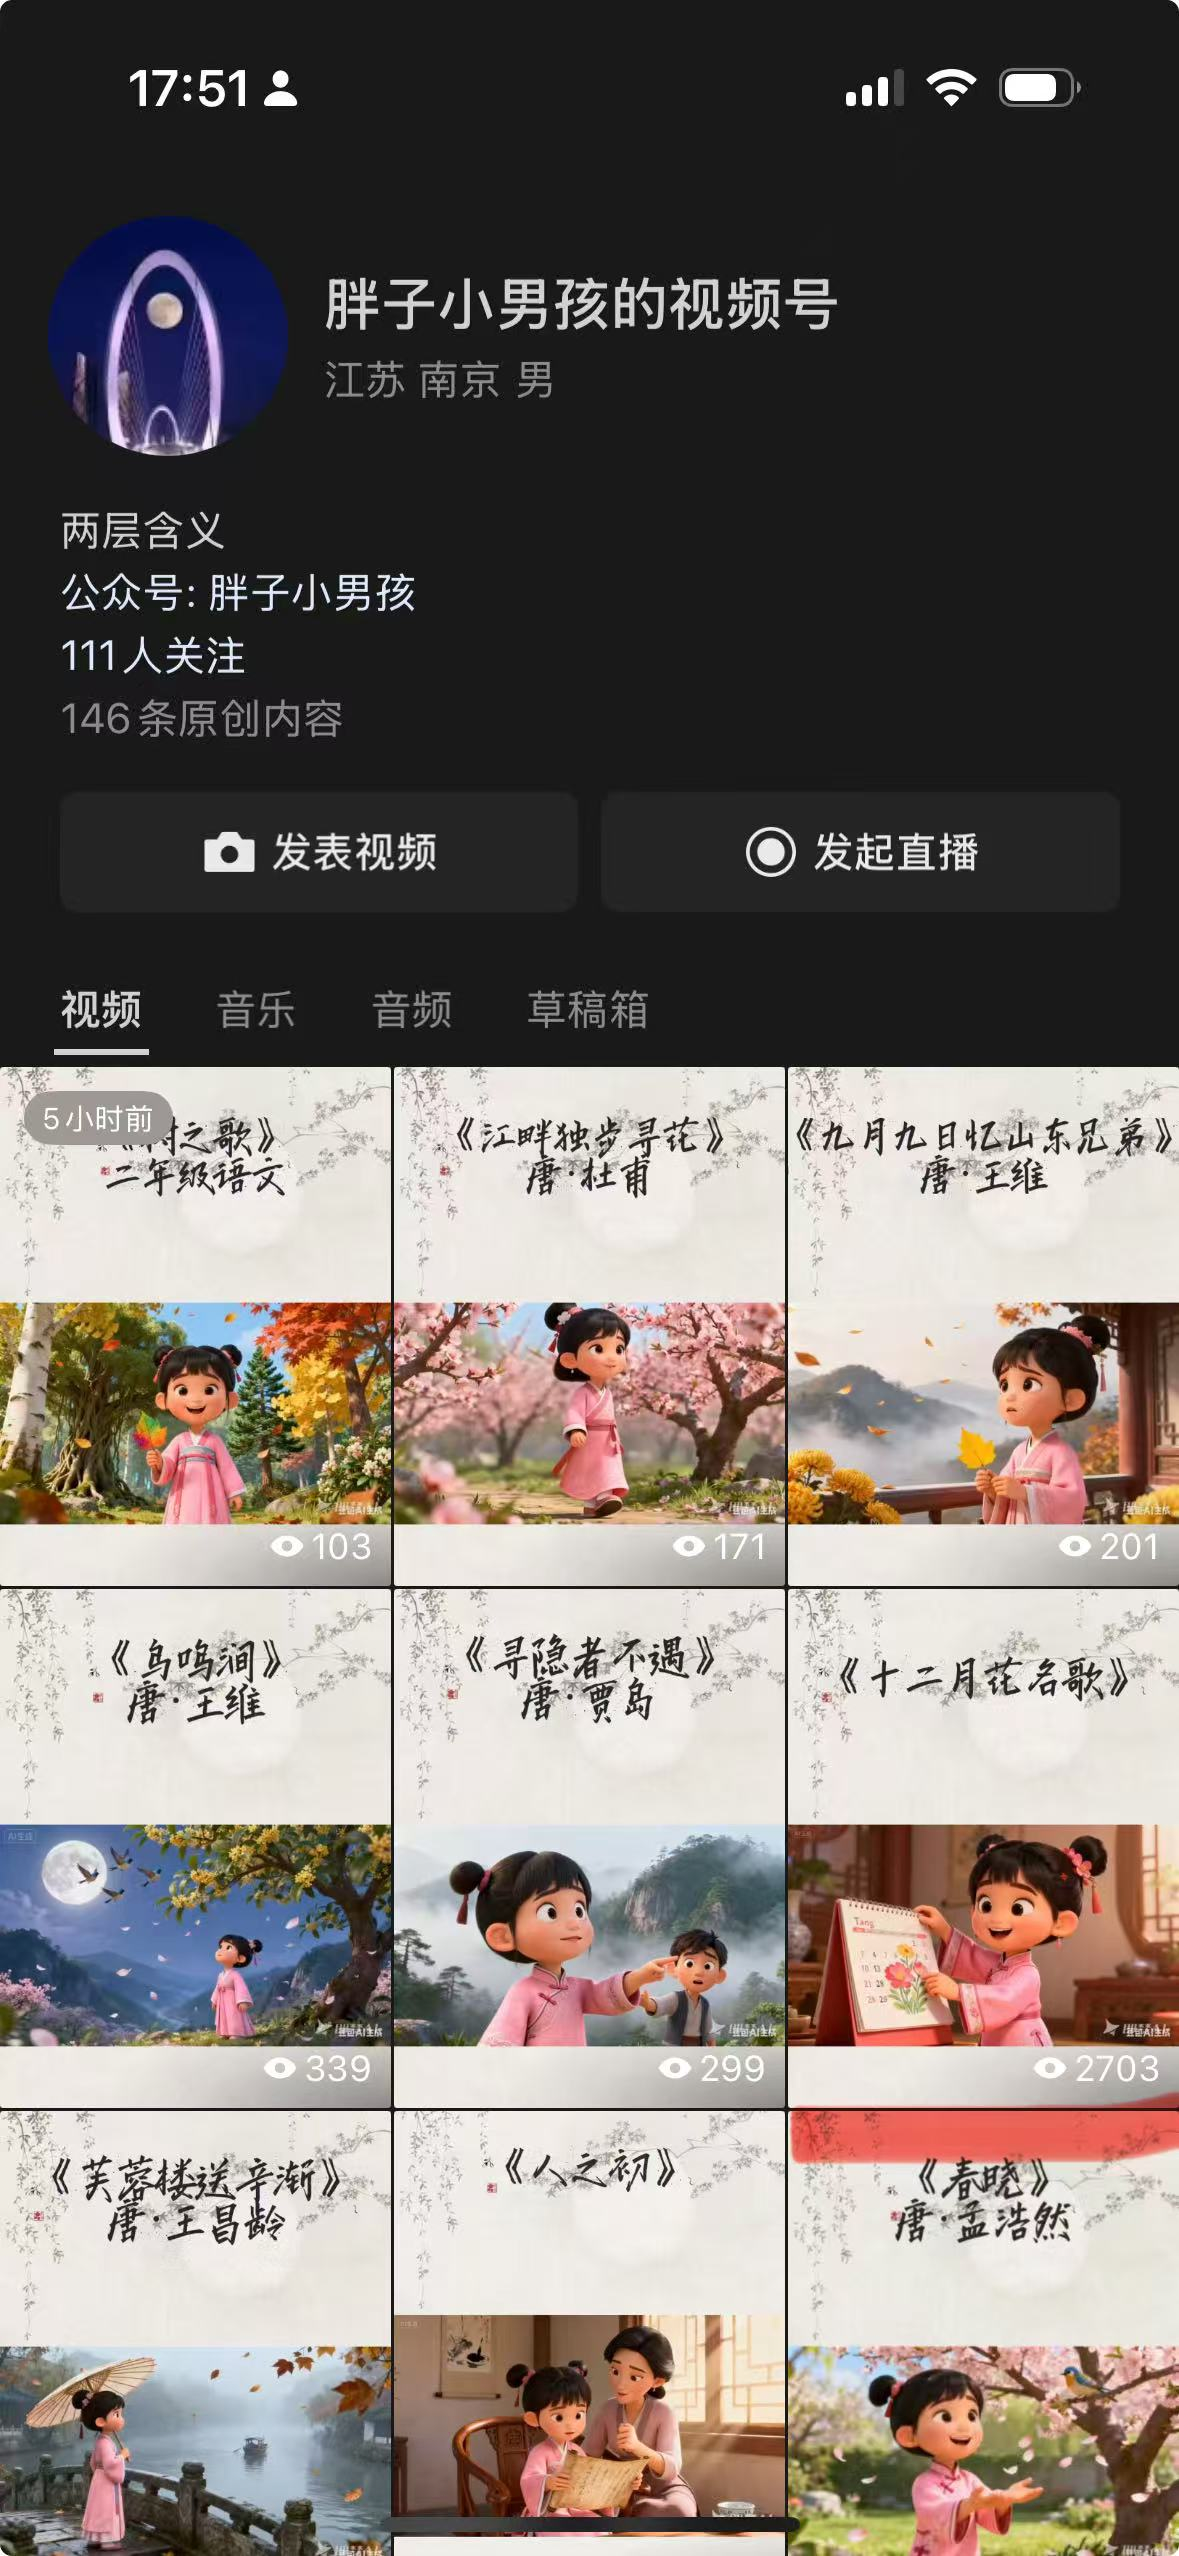 17:51
胖子小男孩的视频号
江苏 南京 男
两层含义
公众号: 胖子小男孩
111人关注
146条原创内容
发表视频
发起直播
视频 音乐 音频 草稿箱
5小时前
树之歌》
二年级语文
103
《江畔独步寻花》
唐·杜甫
171
《九月九日忆山东兄弟》
唐·王维
201
《鸟鸣涧》
唐·王维
AI生成
339
《寻隐者不遇》
唐·贾岛
299
《十二月花名歌》
Tang
2703
《芙蓉楼送辛渐》
唐·王昌龄
《人之初》
《春晓》
唐·孟浩然